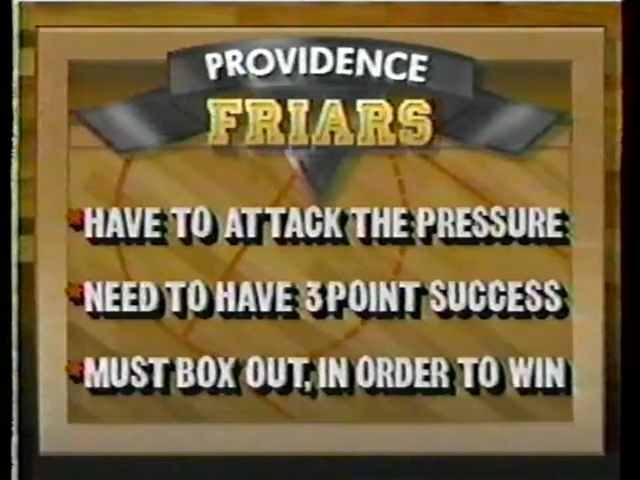 PROVIDENCE
FRIARS
*HAVE TO ATTACK THE PRESSURE
*NEED TO HAVE 3 POINT SUCCESS
*MUST BOX OUT, IN ORDER TO WIN